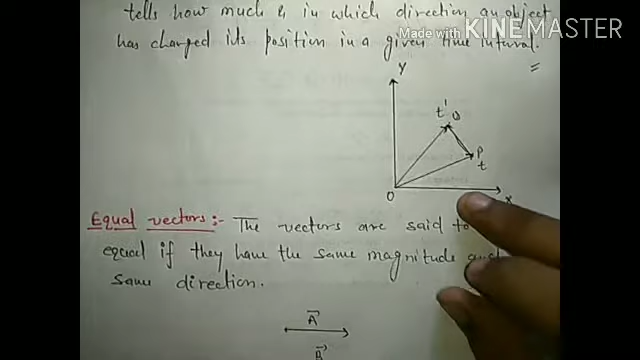 tells how much & in which direction an object
Made with KINEMASTER
has changed its position in a given time interval.
Y
t' Q
P
t
O
X
Equal vectors:- The vectors are said to
equal if they have the same magnitude and
same direction.
A